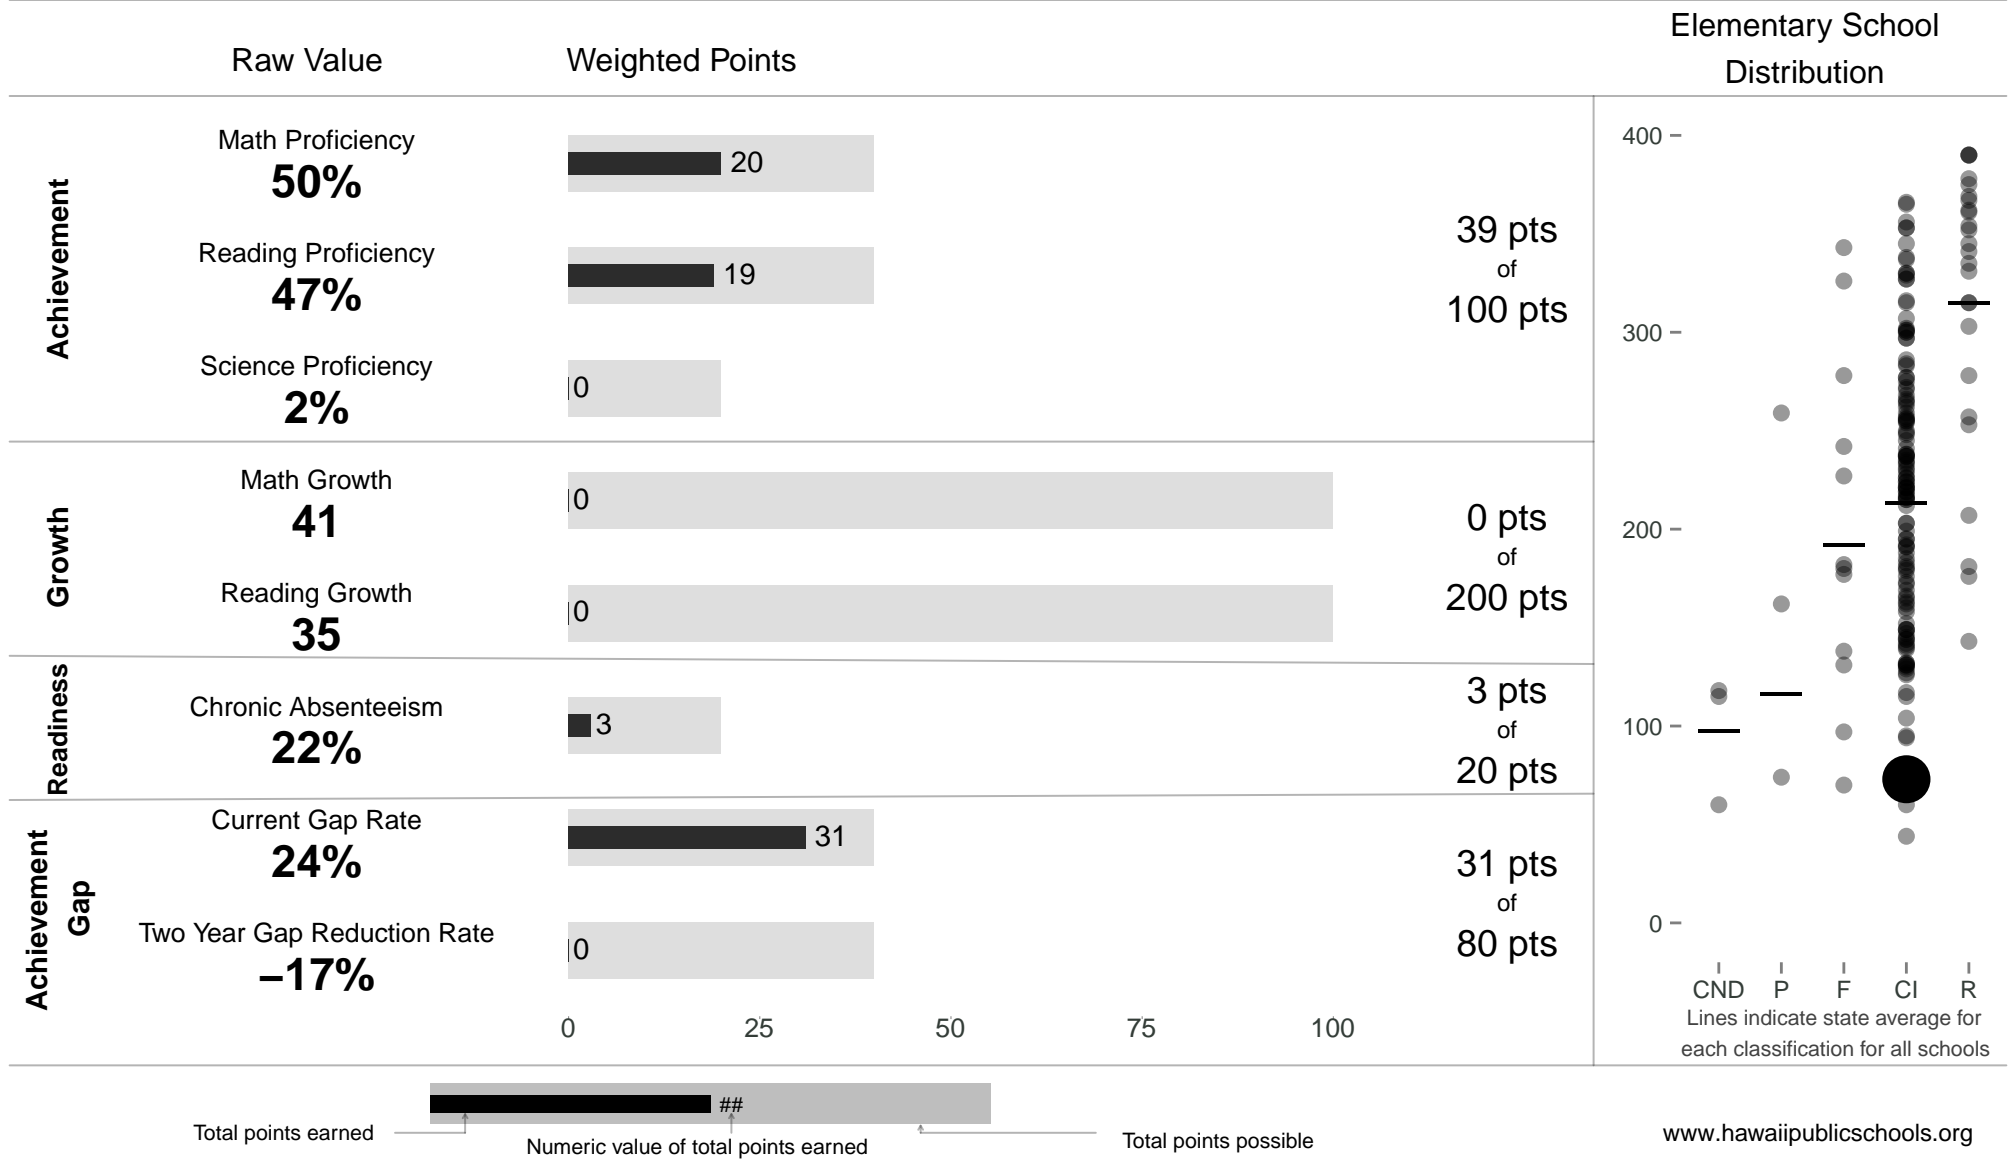 Raw Value
Weighted Points
Elementary School
Distribution
Achievement
Math Proficiency
50%
20
Reading Proficiency
47%
19
Science Proficiency
2%
0
39 pts
of
100 pts
Growth
Math Growth
41
0
Reading Growth
35
0
0 pts
of
200 pts
Readiness
Chronic Absenteeism
22%
3
3 pts
of
20 pts
Achievement
Gap
Current Gap Rate
24%
31
Two Year Gap Reduction Rate
−17%
0
31 pts
of
80 pts
0 25 50 75 100
400
300
200
100
0
CND P F CI R
Lines indicate state average for
each classification for all schools
##
Total points earned
Numeric value of total points earned
Total points possible
www.hawaiipublicschools.org